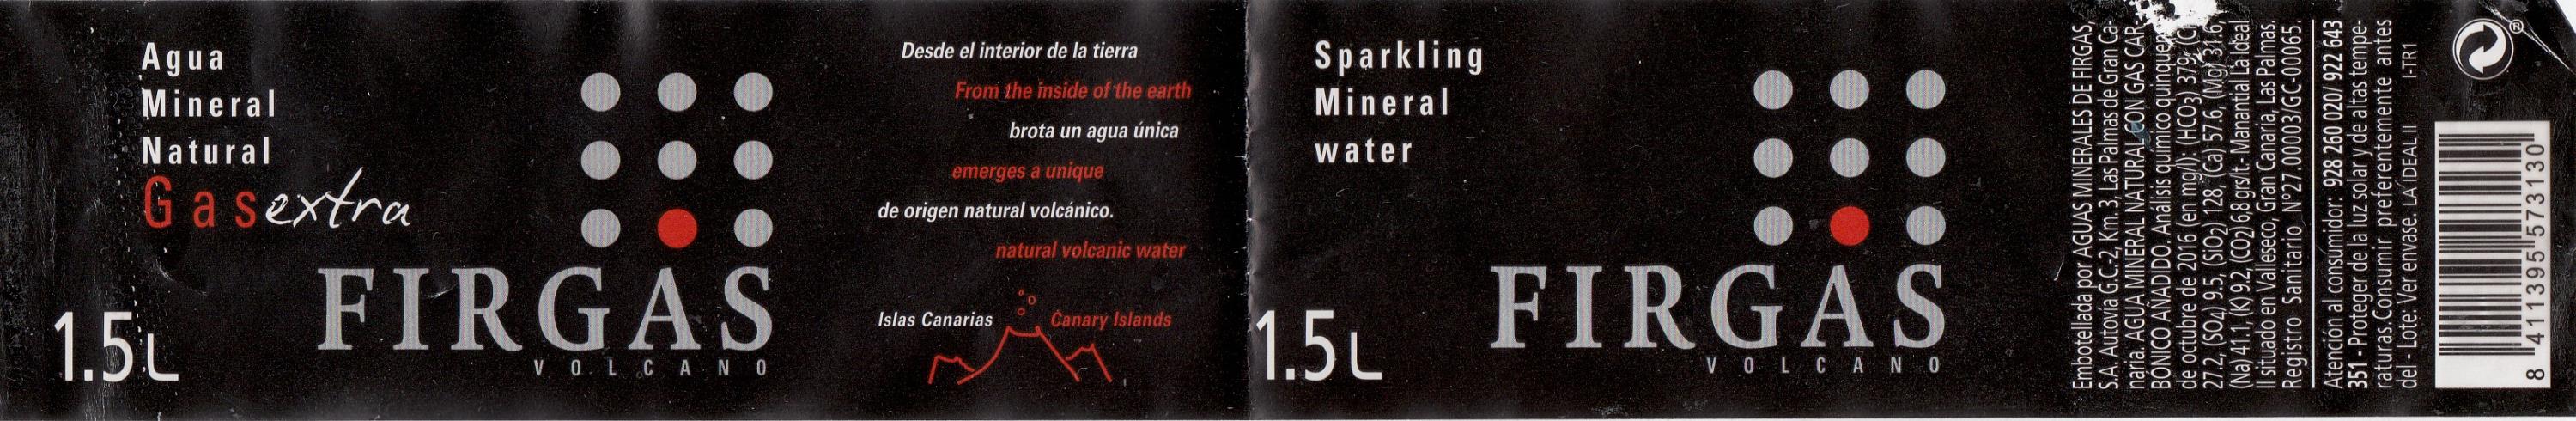 Agua
Mineral
Natural
Gas extra
FIRGAS
VOLCANO
1.5 L
Desde el interior de la tierra
From the inside of the earth
brota un agua única
emerges a unique
de origen natural volcánico.
natural volcanic water
Islas Canarias
Canary Islands
Sparkling
Mineral
water
FIRGAS
VOLCANO
1.5 L
Embotellada por AGUAS MINERALES DE FIRGAS,
S.A. Autovía G.C.-2, Km. 3, Las Pamas de Gran Ca-
naria. AGUA MINERAL NATURAL CON GAS CAR-
BÓNICO AÑADIDO. Análisis químico quinquen
de octubre de 2016 (en mg/l): (HCO3) 379, (C
27.2, (SO4) 9.5, (SIO2) 128, (Ca) 57.6, (Mg) 31.6,
(Na) 41.1, (K) 9.2, (CO2) 6,8 grs/lt.- Manantial La Ideal
II situado en Valleseco, Gran Canaria, Las Palmas.
Registro Sanitario Nº27.00003/GC-00065.
Atención al consumidor: 928 260 020/ 922 643
351 - Proteger de la luz solar y de altas tempe-
raturas. Consumir preferentemente antes
del - Lote: Ver envase. LA IDEAL II I-TR1
®
8 411395 573130